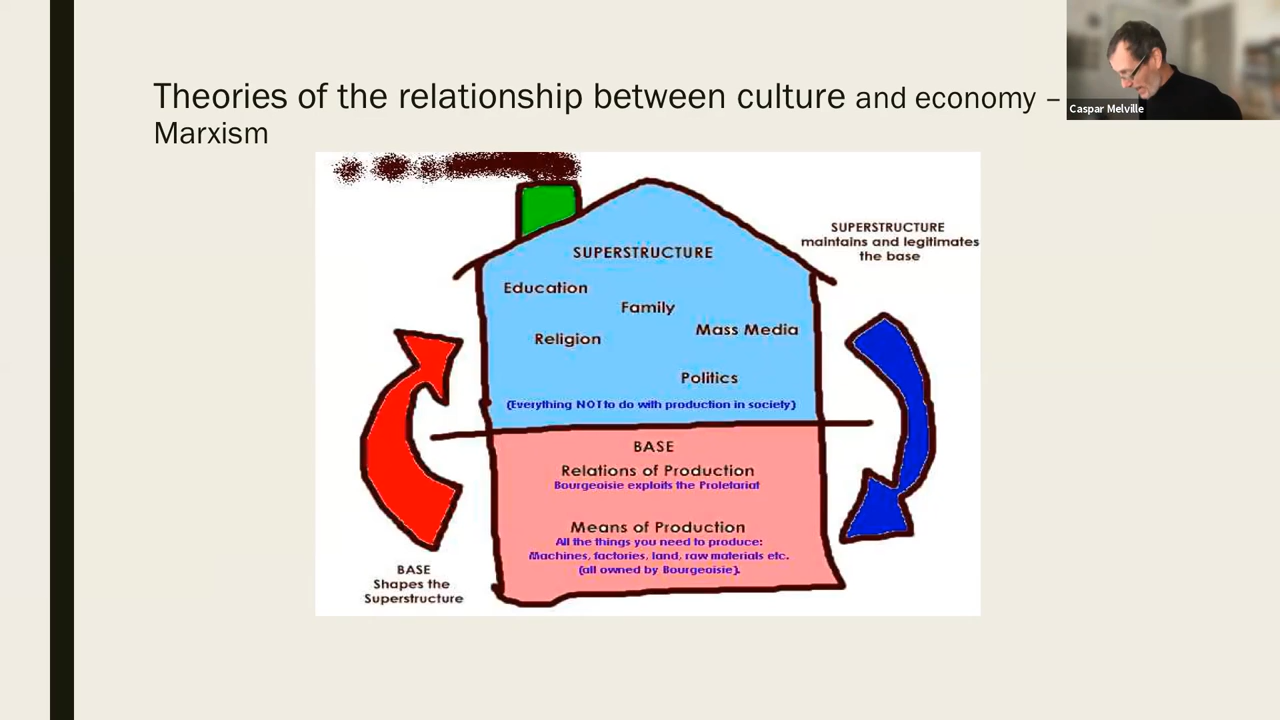 Theories of the relationship between culture and economy –
Marxism
Caspar Melville
SUPERSTRUCTURE
maintains and legitimates
the base
SUPERSTRUCTURE
Education
Family
Mass Media
Religion
Politics
(Everything NOT to do with production in society)
BASE
Relations of Production
Bourgeoisie exploits the Proletariat
Means of Production
All the things you need to produce:
Machines, factories, land, raw materials etc.
(all owned by Bourgeoisie).
BASE
Shapes the
Superstructure